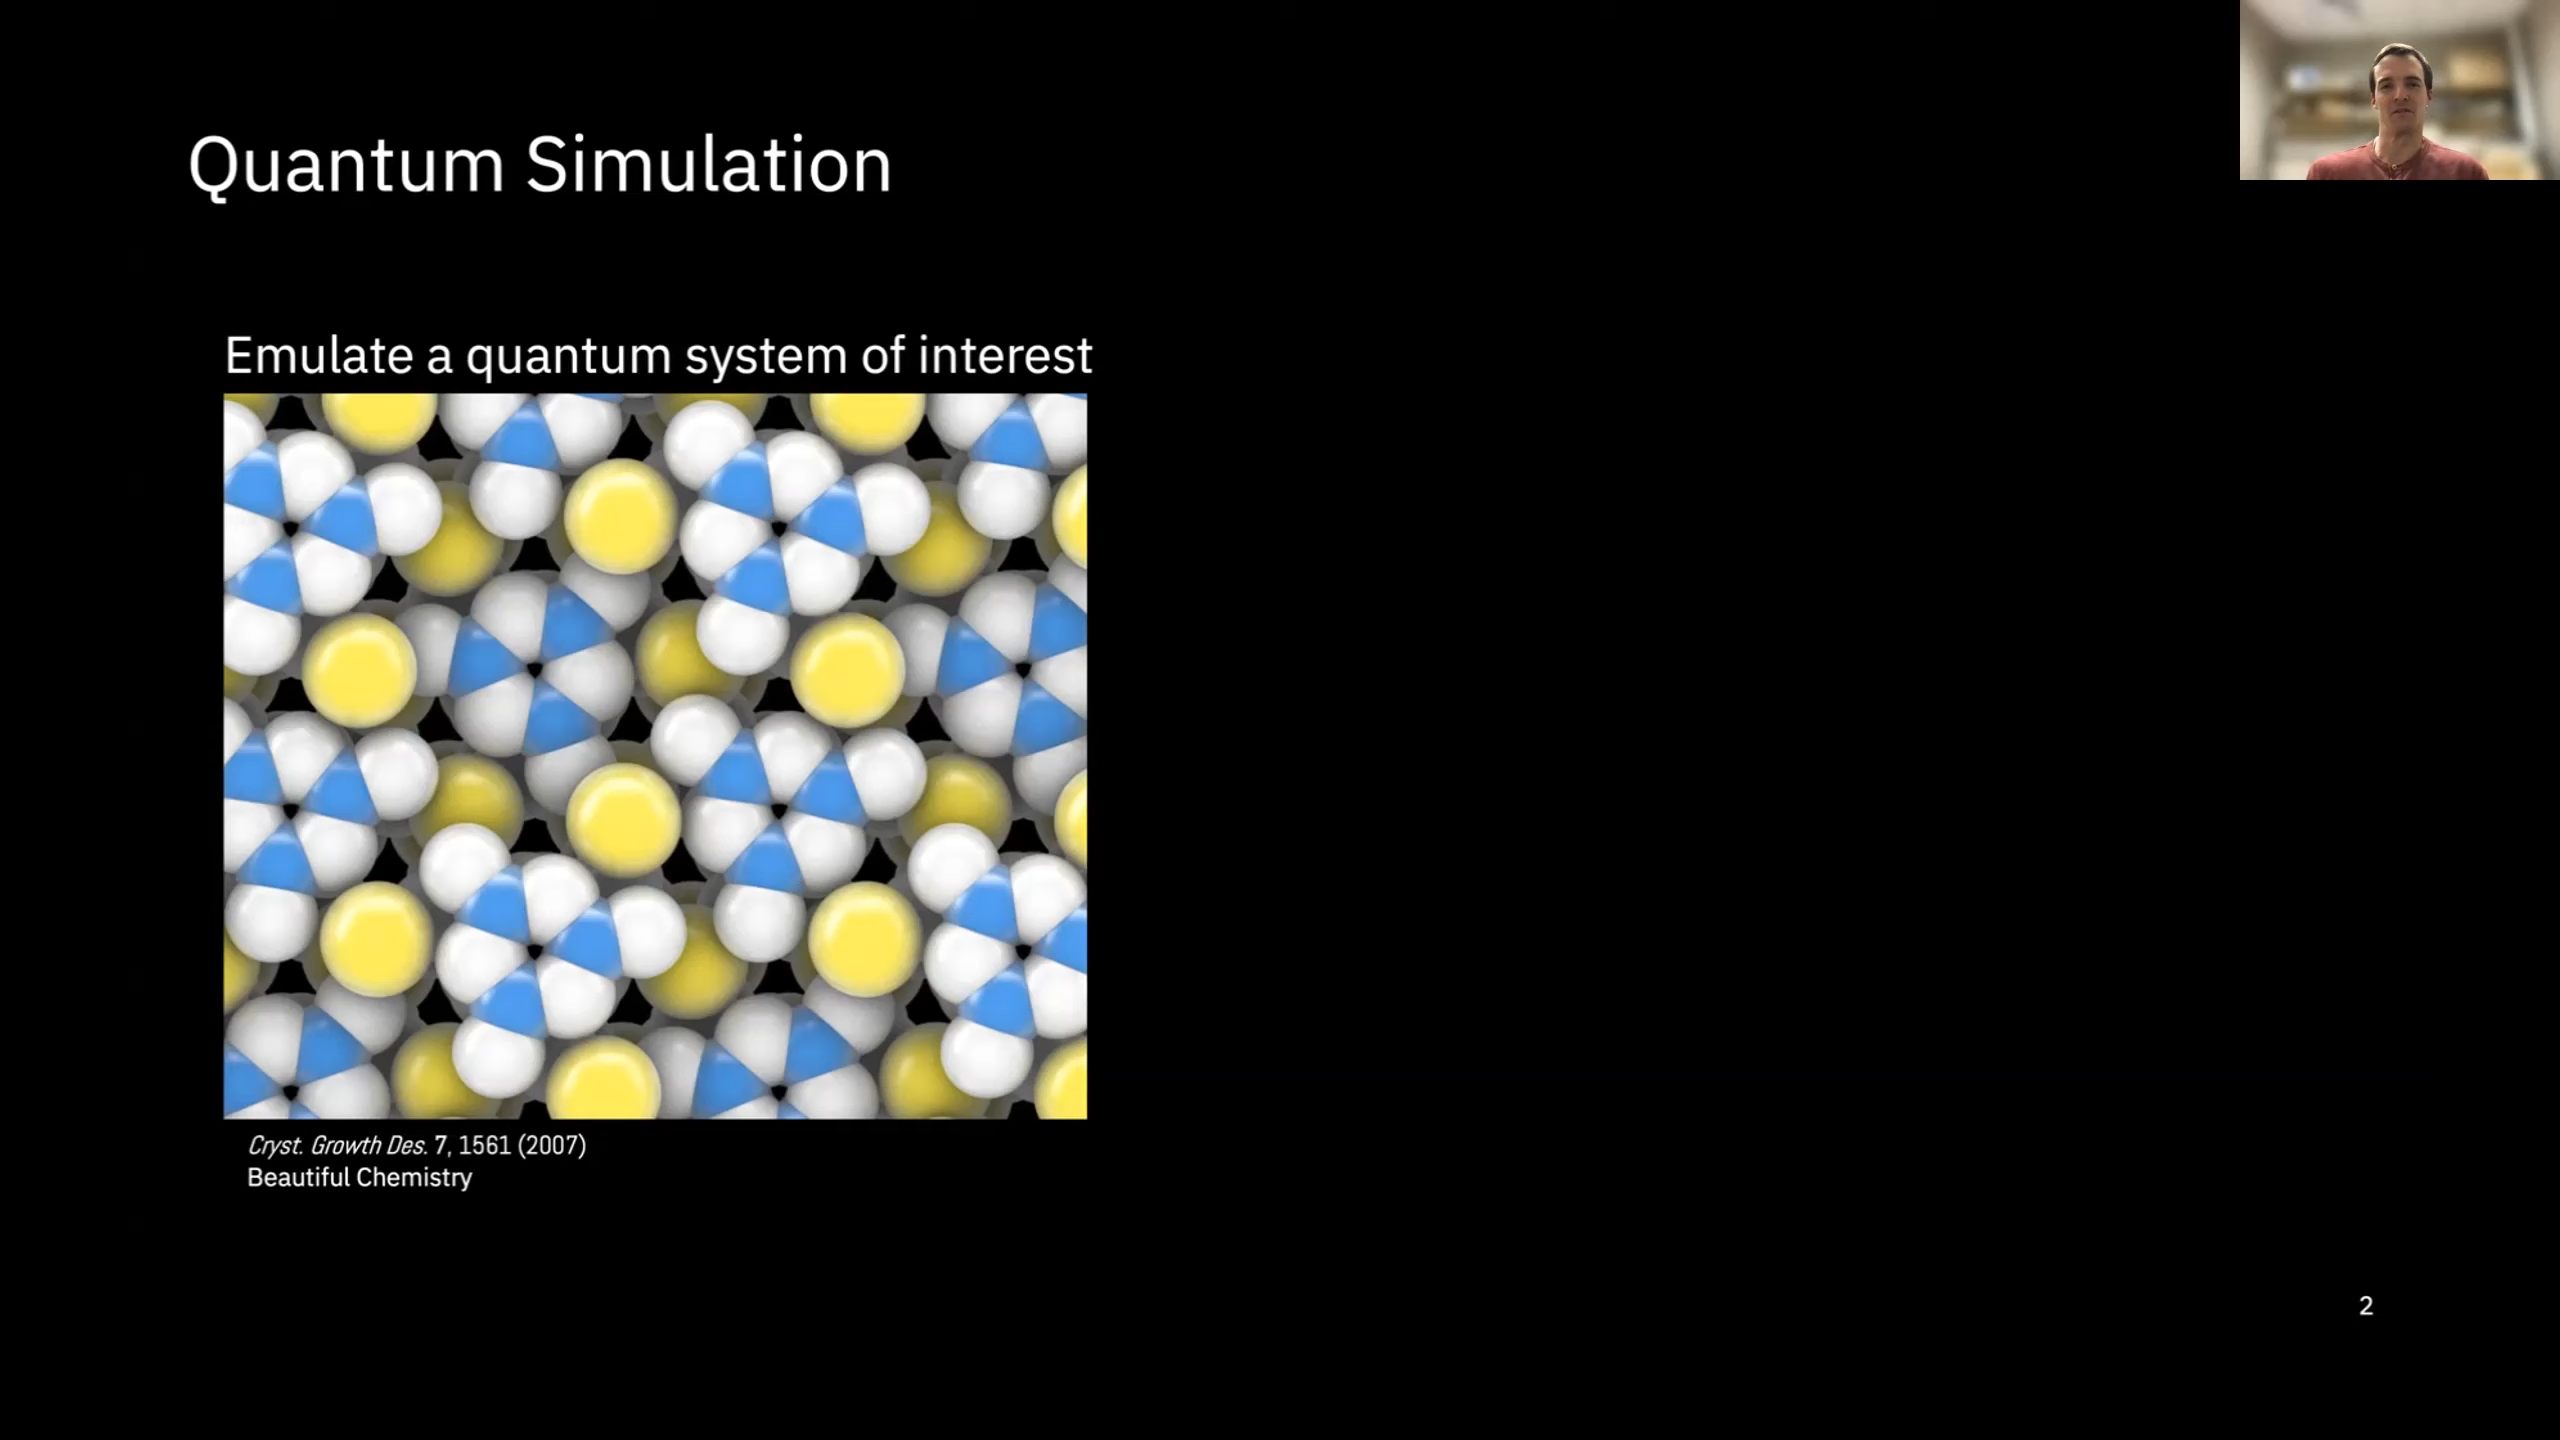 Quantum Simulation
Emulate a quantum system of interest
Cryst. Growth Des. 7, 1561 (2007)
Beautiful Chemistry
2